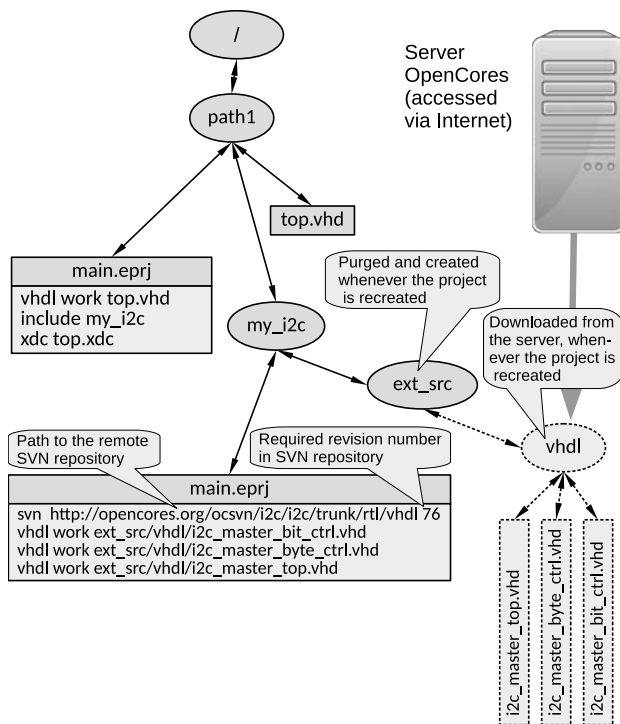 /
Server
OpenCores
(accessed
via Internet)
path1
top.vhd
main.eprj
vhdl work top.vhd
include my_i2c
xdc top.xdc
Purged and created
whenever the project
is recreated
my_i2c
Downloaded from
the server, when-
ever the project is
recreated
ext_src
vhdl
Path to the remote
SVN repository
Required revision number
in SVN repository
main.eprj
svn http://opencores.org/ocsvn/i2c/i2c/trunk/rtl/vhdl 76
vhdl work ext_src/vhdl/i2c_master_bit_ctrl.vhd
vhdl work ext_src/vhdl/i2c_master_byte_ctrl.vhd
vhdl work ext_src/vhdl/i2c_master_top.vhd
i2c_master_top.vhd
i2c_master_byte_ctrl.vhd
i2c_master_bit_ctrl.vhd